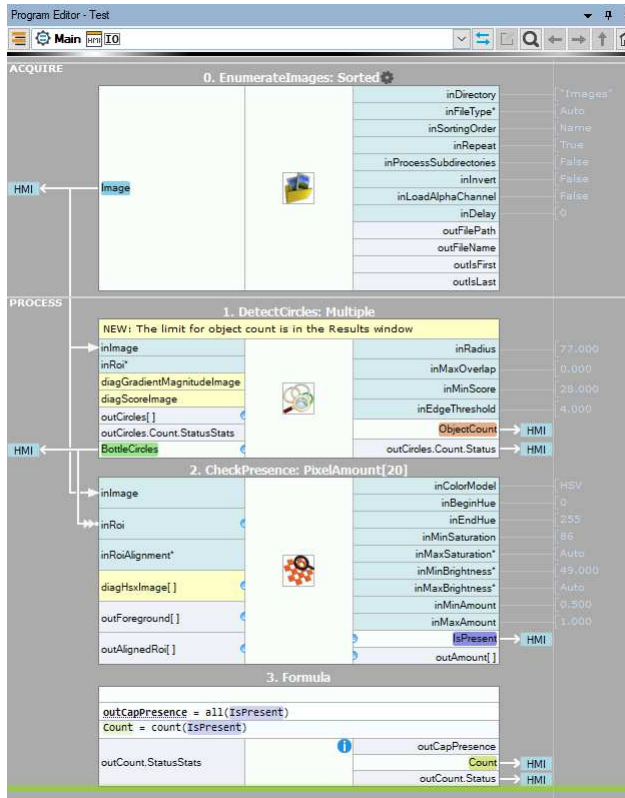 Program Editor - Test
Main HMI IO
ACQUIRE
0. EnumerateImages: Sorted
inDirectory "Images"
inFileType* Auto
inSortingOrder Name
inRepeat True
inProcessSubdirectories False
HMI Image inInvert False
inLoadAlphaChannel False
inDelay 0
outFilePath
outFileName
outIsFirst
outIsLast
PROCESS
1. DetectCircles: Multiple
NEW: The limit for object count is in the Results window
inImage inRadius 77.000
inRoi* inMaxOverlap 0.000
diagGradientMagnitudeImage inMinScore 28.000
diagScoreImage inEdgeThreshold 4.000
outCircles[] ObjectCount HMI
outCircles.Count.StatusStats
HMI BottleCircles outCircles.Count.Status HMI
2. CheckPresence: PixelAmount[20]
inImage inColorModel HSV
inBeginHue 0
inRoi inEndHue 255
inMinSaturation 86
inRoiAlignment* inMaxSaturation* Auto
inMinBrightness* 49.000
diagHsxImage[] inMaxBrightness* Auto
inMinAmount 0.500
outForeground[] inMaxAmount 1.000
IsPresent HMI
outAlignedRoi[] outAmount[]
3. Formula
outCapPresence = all(IsPresent)
Count = count(IsPresent)
outCapPresence
outCount.StatusStats Count HMI
outCount.Status HMI